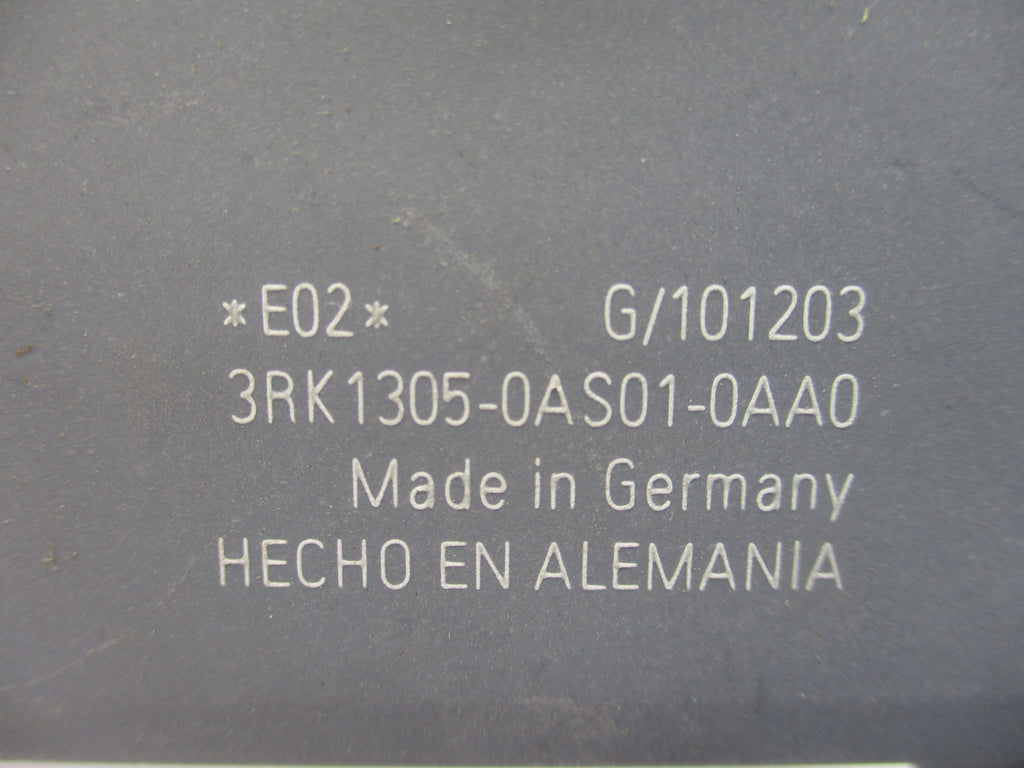 *E02* G/101203
3RK1305-0AS01-0AA0
Made in Germany
HECHO EN ALEMANIA